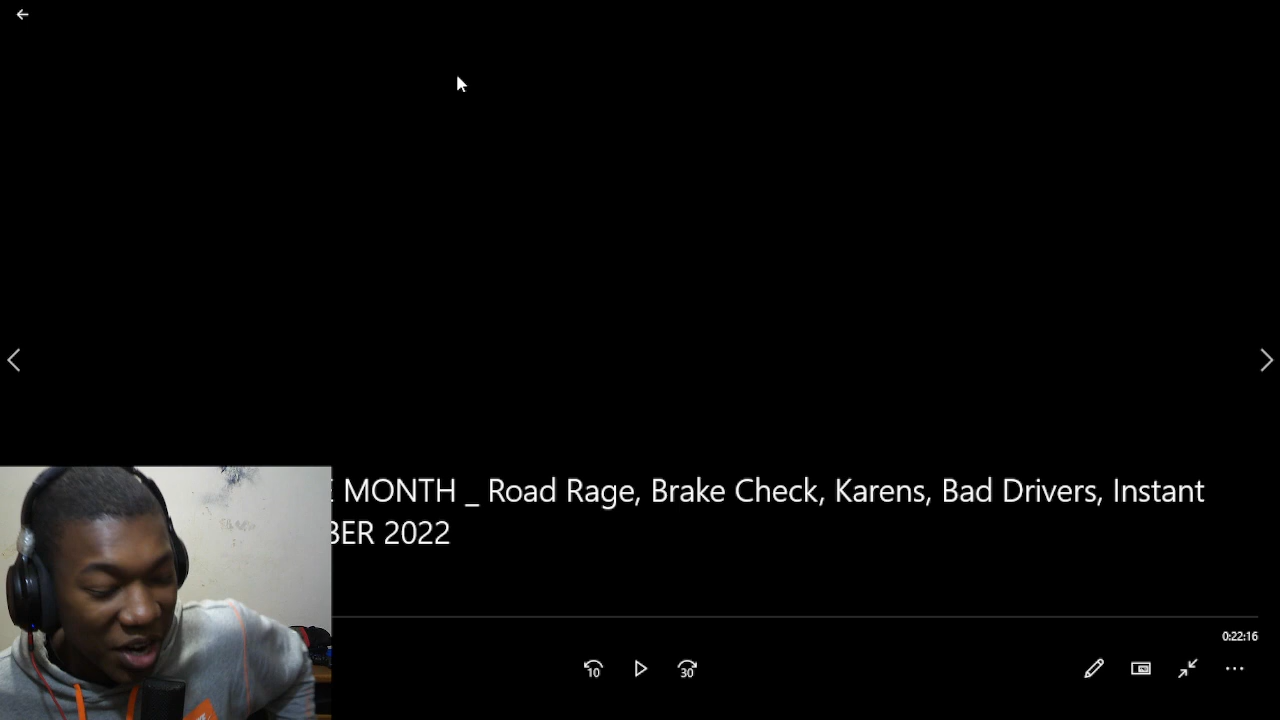 MONTH _ Road Rage, Brake Check, Karens, Bad Drivers, Instant
BER 2022
0:22:16
10
30